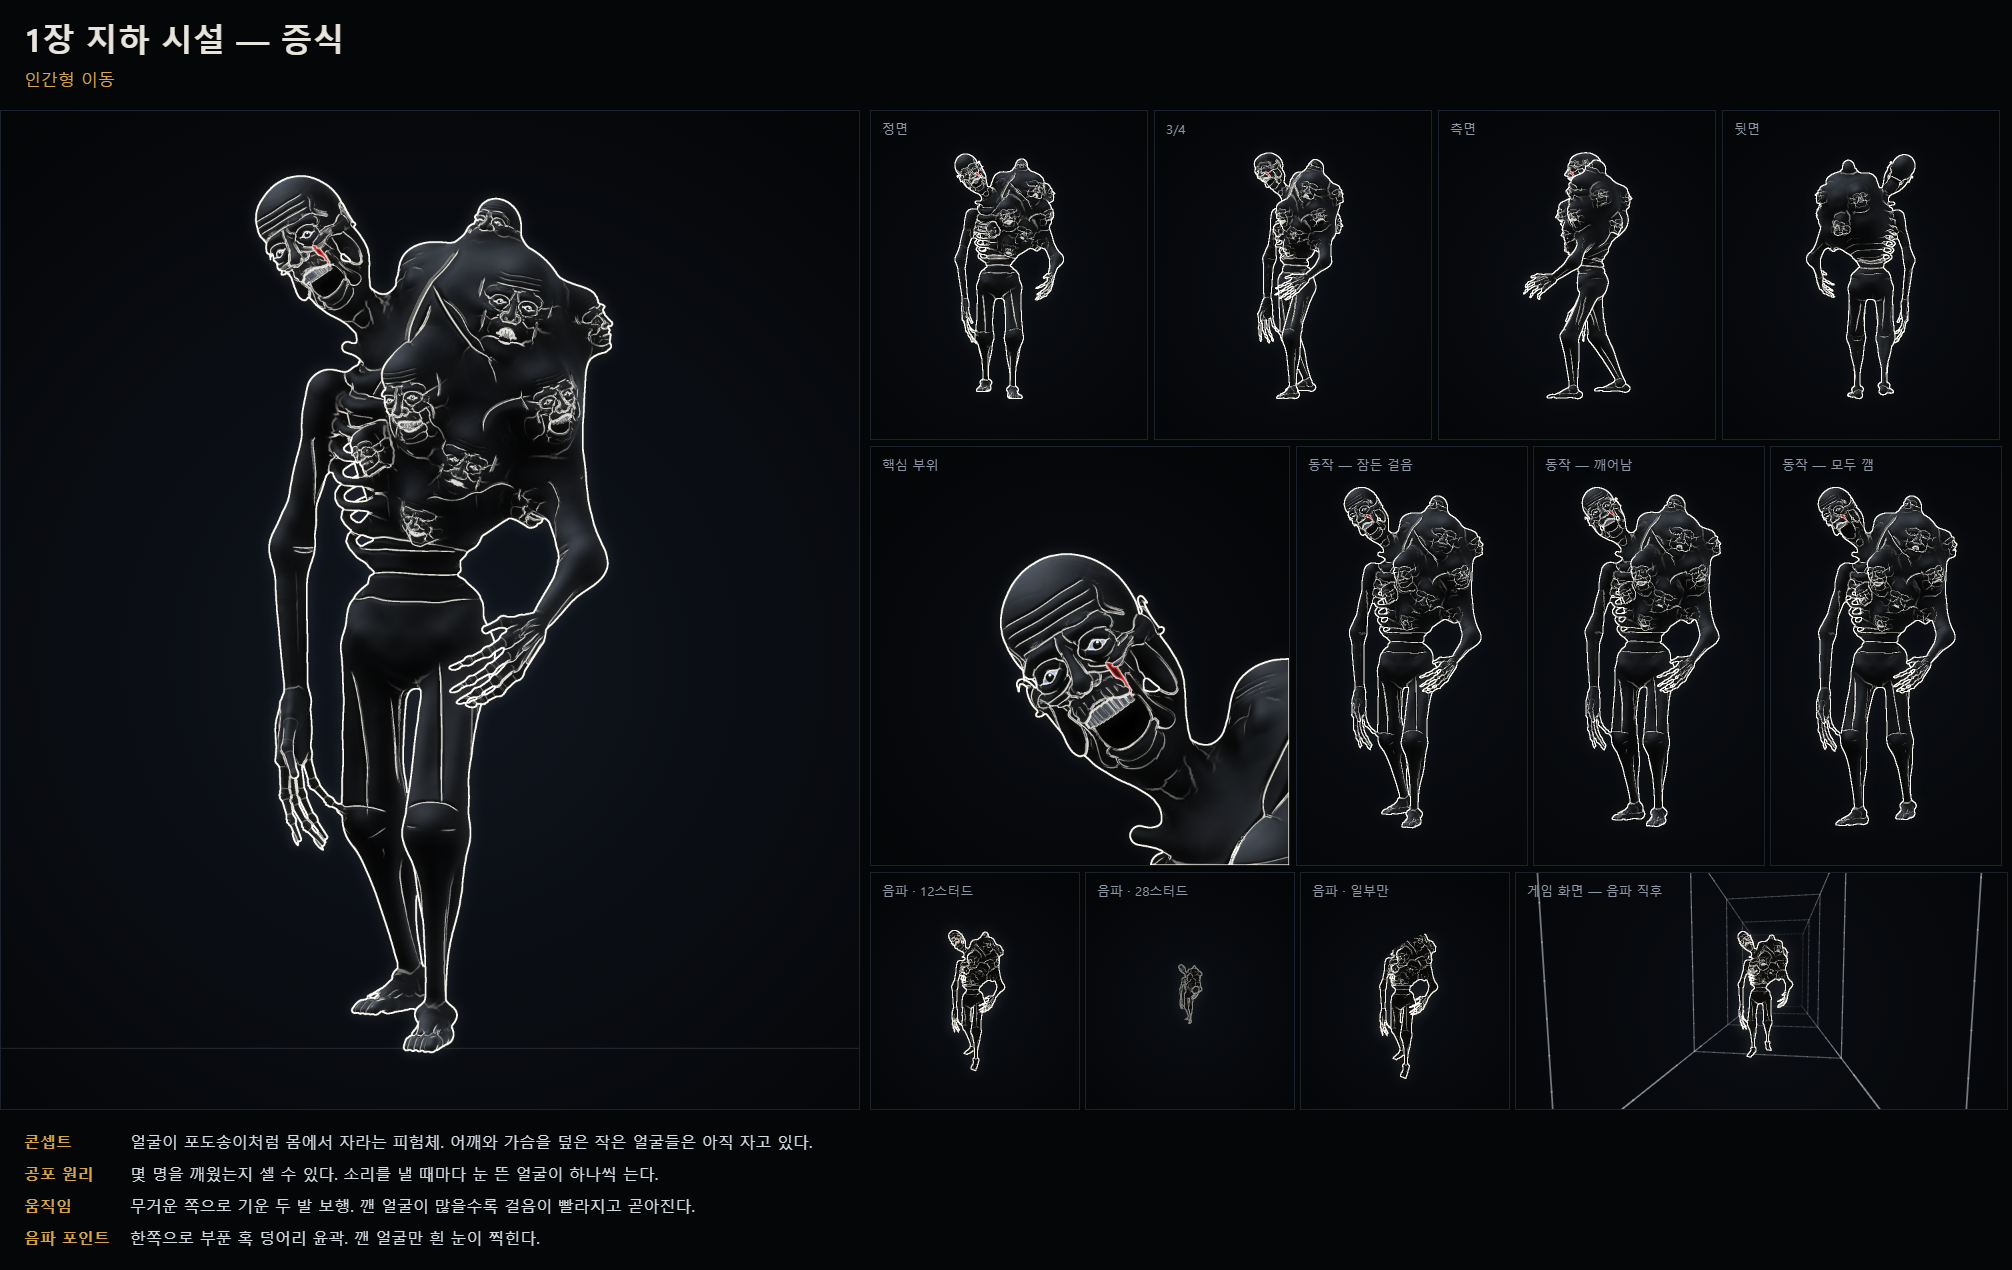 1장 지하 시설 — 증식
인간형 이동
정면
3/4
측면
뒷면
핵심 부위
동작 — 잠든 걸음
동작 — 깨어남
동작 — 모두 깸
음파 · 12스터드
음파 · 28스터드
음파 · 일부만
게임 화면 — 음파 직후
콘셉트 얼굴이 포도송이처럼 몸에서 자라는 피험체. 어깨와 가슴을 덮은 작은 얼굴들은 아직 자고 있다.
공포 원리 몇 명을 깨웠는지 셀 수 있다. 소리를 낼 때마다 눈 뜬 얼굴이 하나씩 는다.
움직임 무거운 쪽으로 기운 두 발 보행. 깬 얼굴이 많을수록 걸음이 빨라지고 곧아진다.
음파 포인트 한쪽으로 부푼 혹 덩어리 윤곽. 깬 얼굴만 흰 눈이 찍힌다.